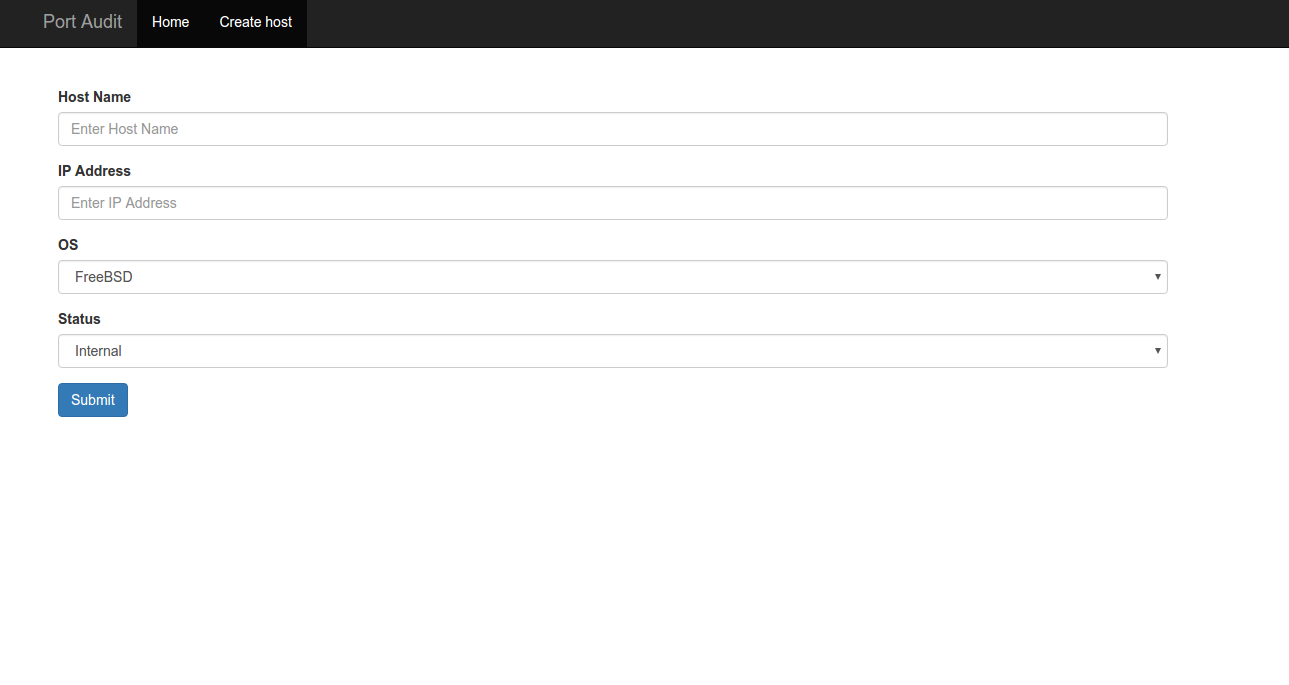 Port Audit Home Create host
Host Name
Enter Host Name
IP Address
Enter IP Address
OS
FreeBSD
Status
Internal
Submit